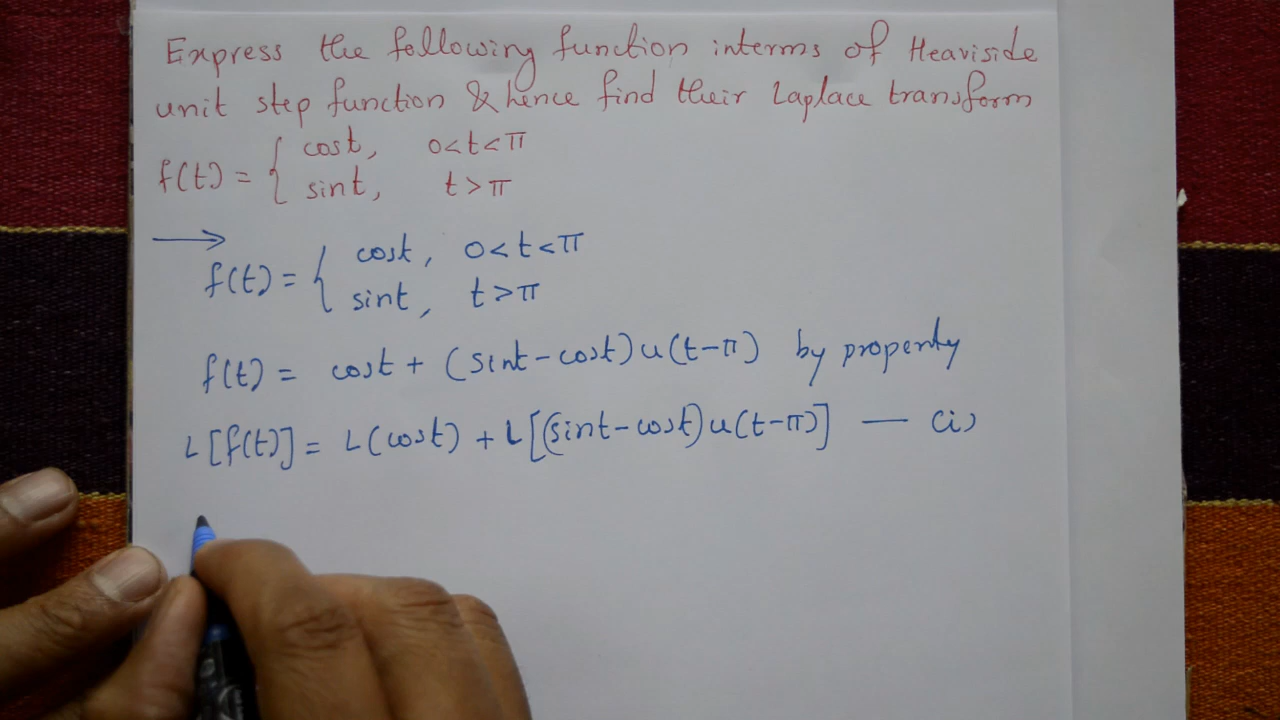 Express the following function interms of Heaviside
unit step function & hence find their Laplace transform
f(t) = { cost, 0<t<π
sint, t>π
→ f(t) = { cost, 0<t<π
sint, t>π
f(t) = cost + (sint-cost)u(t-π) by property
L[f(t)] = L(cost) + L[(sint-cost)u(t-π)] — (i)